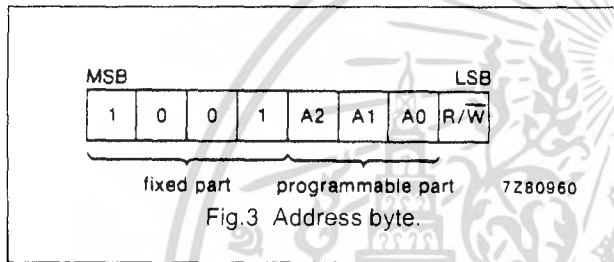 MSB LSB
1 0 0 1 A2 A1 A0 R/W̅
fixed part programmable part 7Z80960
Fig.3 Address byte.